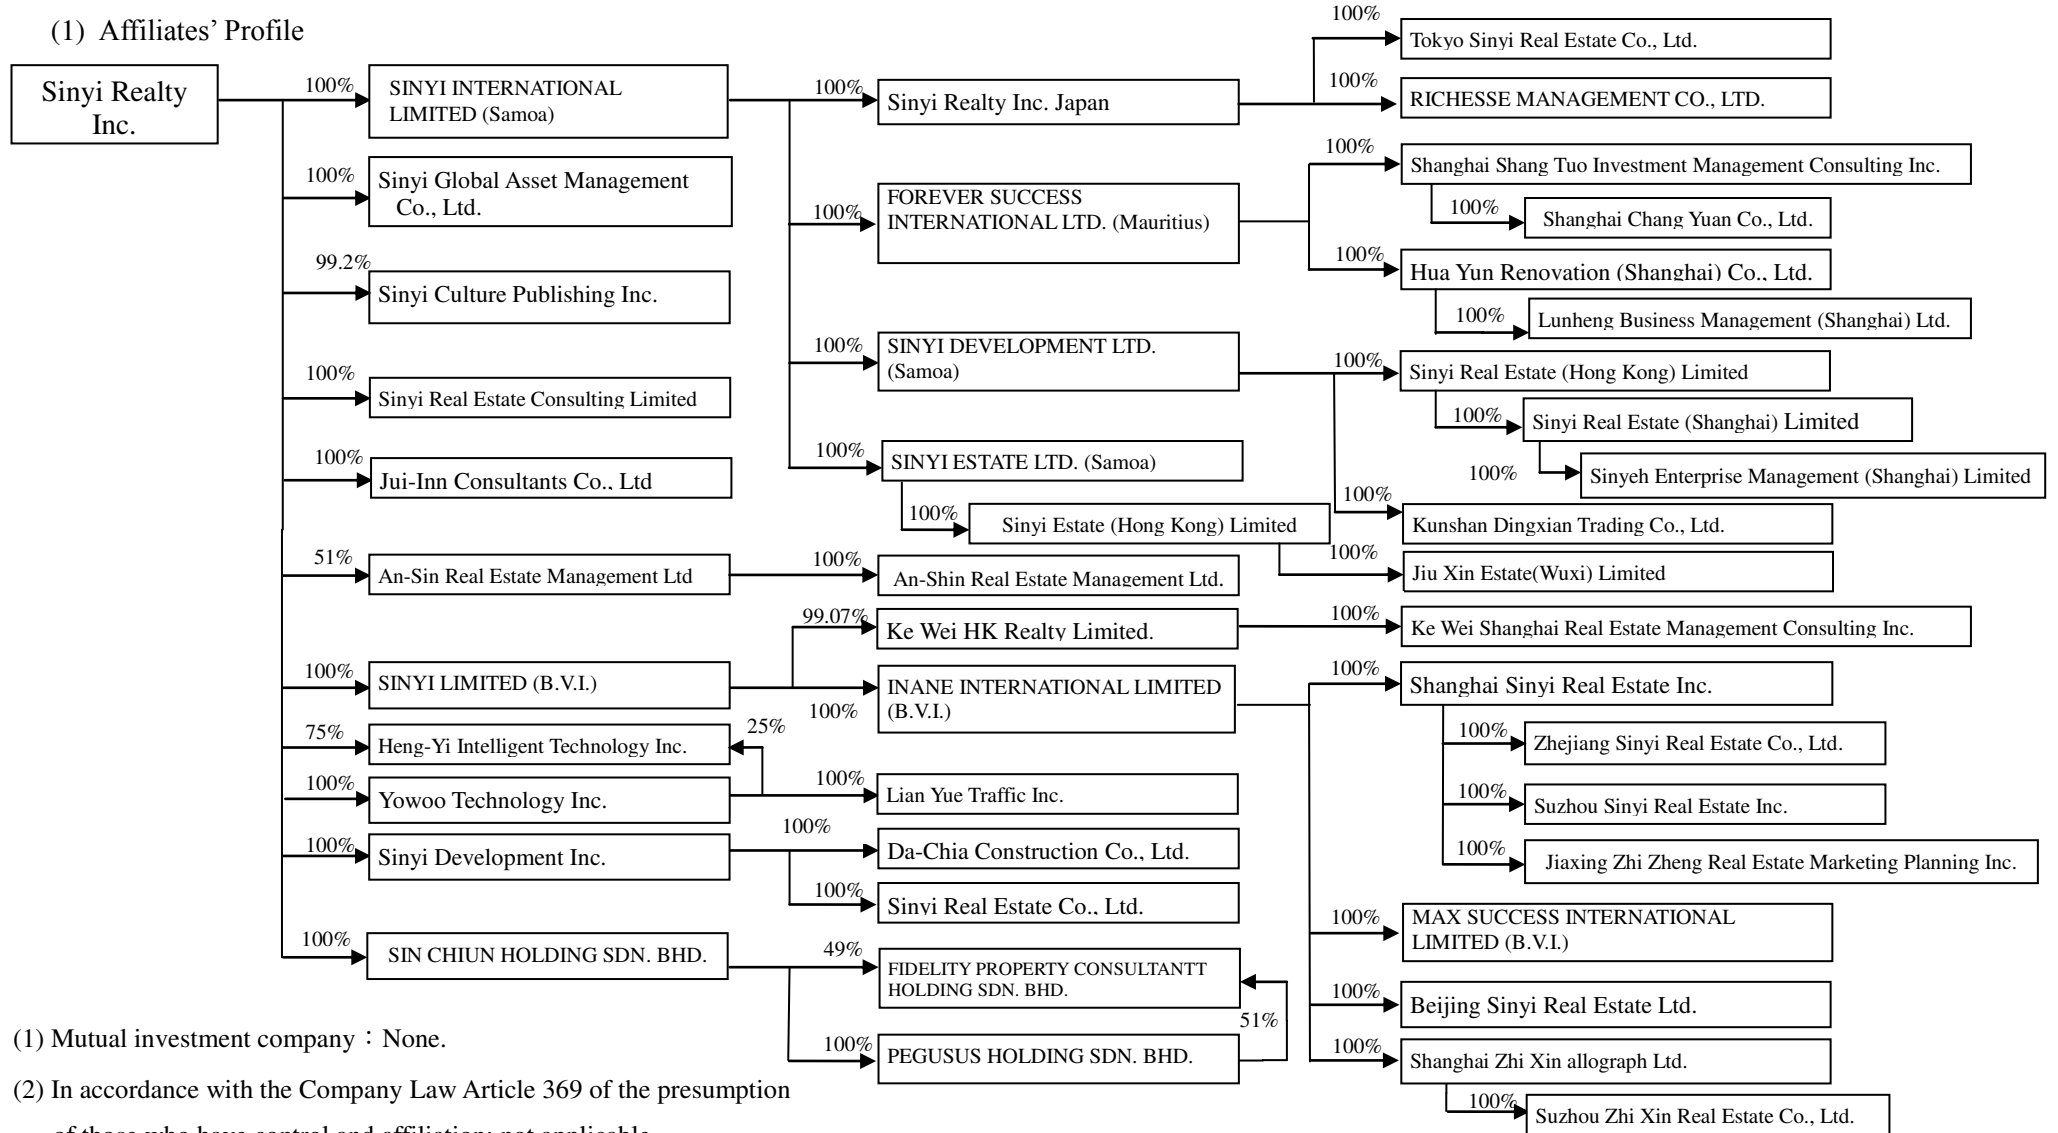 (1) Affiliates’ Profile
Sinyi Realty
Inc.
100%
SINYI INTERNATIONAL
LIMITED (Samoa)
100%
Sinyi Global Asset Management
Co., Ltd.
99.2%
Sinyi Culture Publishing Inc.
100%
Sinyi Real Estate Consulting Limited
100%
Jui-Inn Consultants Co., Ltd
51%
An-Sin Real Estate Management Ltd
100%
SINYI LIMITED (B.V.I.)
75%
Heng-Yi Intelligent Technology Inc.
25%
100%
Yowoo Technology Inc.
100%
Sinyi Development Inc.
100%
SIN CHIUN HOLDING SDN. BHD.
100%
Sinyi Realty Inc. Japan
100%
FOREVER SUCCESS
INTERNATIONAL LTD. (Mauritius)
100%
SINYI DEVELOPMENT LTD.
(Samoa)
100%
SINYI ESTATE LTD. (Samoa)
100%
Sinyi Estate (Hong Kong) Limited
100%
An-Shin Real Estate Management Ltd.
99.07%
Ke Wei HK Realty Limited.
100%
INANE INTERNATIONAL LIMITED
(B.V.I.)
100%
Lian Yue Traffic Inc.
100%
Da-Chia Construction Co., Ltd.
100%
Sinyi Real Estate Co., Ltd.
49%
FIDELITY PROPERTY CONSULTANTT
HOLDING SDN. BHD.
51%
100%
PEGUSUS HOLDING SDN. BHD.
100%
Tokyo Sinyi Real Estate Co., Ltd.
100%
RICHESSE MANAGEMENT CO., LTD.
100%
Shanghai Shang Tuo Investment Management Consulting Inc.
100%
Shanghai Chang Yuan Co., Ltd.
100%
Hua Yun Renovation (Shanghai) Co., Ltd.
100%
Lunheng Business Management (Shanghai) Ltd.
100%
Sinyi Real Estate (Hong Kong) Limited
100%
Sinyi Real Estate (Shanghai) Limited
100%
Sinyeh Enterprise Management (Shanghai) Limited
100%
Kunshan Dingxian Trading Co., Ltd.
100%
Jiu Xin Estate(Wuxi) Limited
100%
Ke Wei Shanghai Real Estate Management Consulting Inc.
100%
Shanghai Sinyi Real Estate Inc.
100%
Zhejiang Sinyi Real Estate Co., Ltd.
100%
Suzhou Sinyi Real Estate Inc.
100%
Jiaxing Zhi Zheng Real Estate Marketing Planning Inc.
100%
MAX SUCCESS INTERNATIONAL
LIMITED (B.V.I.)
100%
Beijing Sinyi Real Estate Ltd.
100%
Shanghai Zhi Xin allograph Ltd.
100%
Suzhou Zhi Xin Real Estate Co., Ltd.
(1) Mutual investment company：None.
(2) In accordance with the Company Law Article 369 of the presumption
of those who have control and affiliation: not applicable